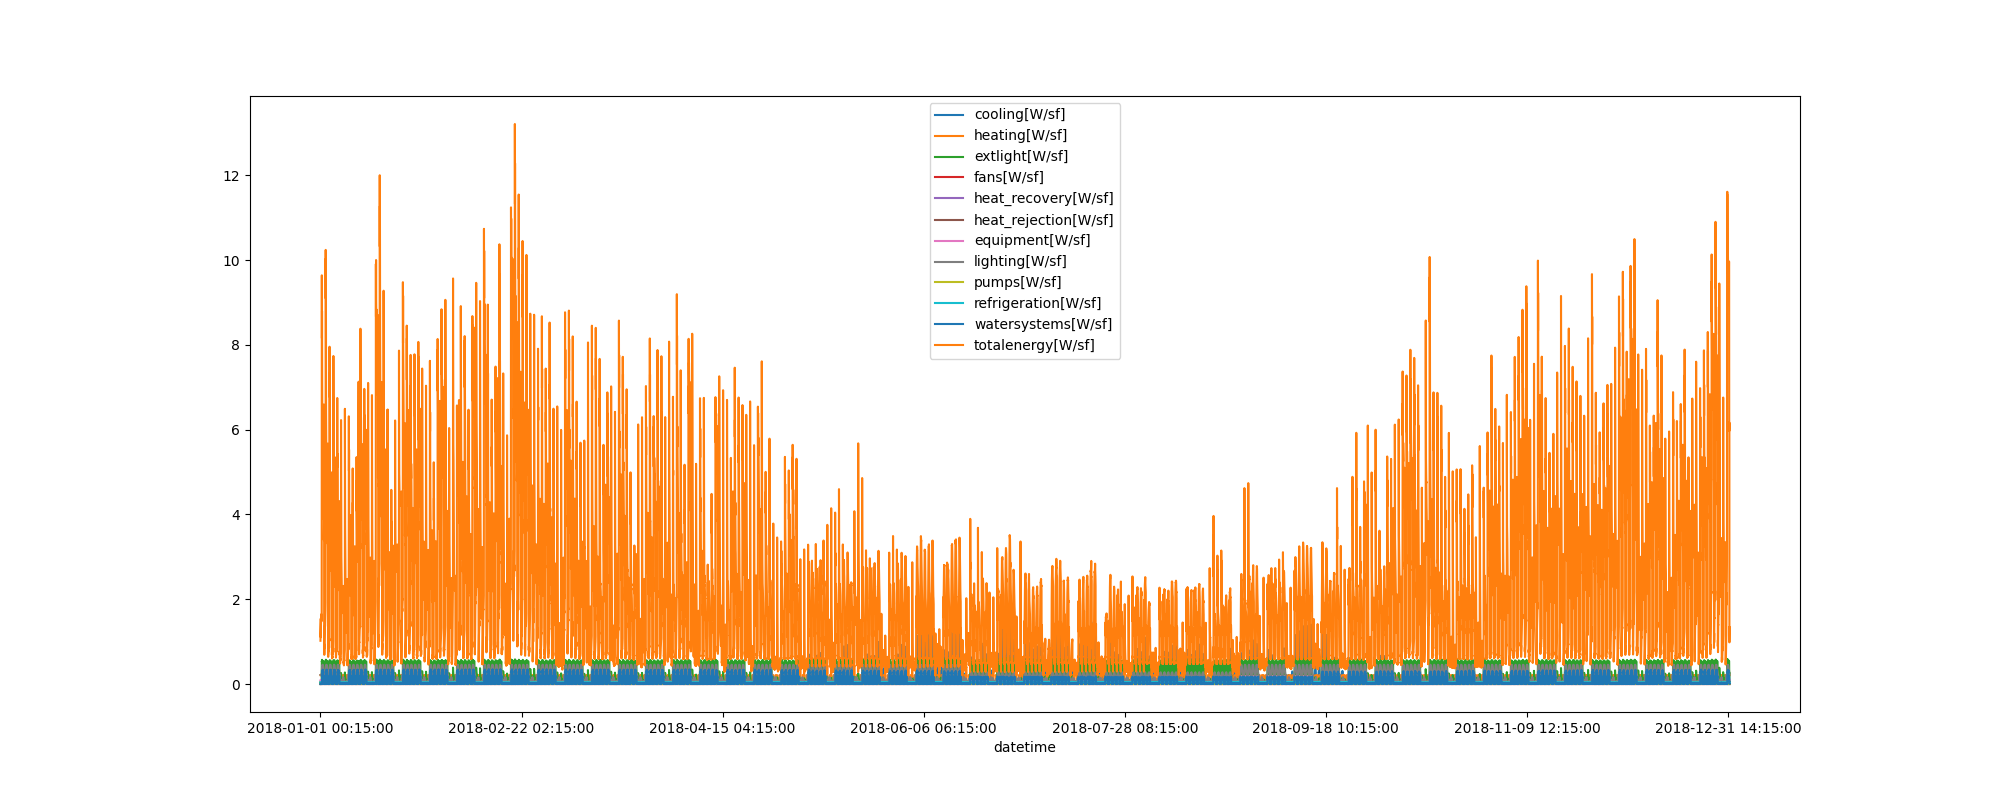 cooling[W/sf]
heating[W/sf]
extlight[W/sf]
fans[W/sf]
heat_recovery[W/sf]
heat_rejection[W/sf]
equipment[W/sf]
lighting[W/sf]
pumps[W/sf]
refrigeration[W/sf]
watersystems[W/sf]
totalenergy[W/sf]
12
10
8
6
4
2
0
2018-01-01 00:15:00 2018-02-22 02:15:00 2018-04-15 04:15:00 2018-06-06 06:15:00 2018-07-28 08:15:00 2018-09-18 10:15:00 2018-11-09 12:15:00 2018-12-31 14:15:00
datetime